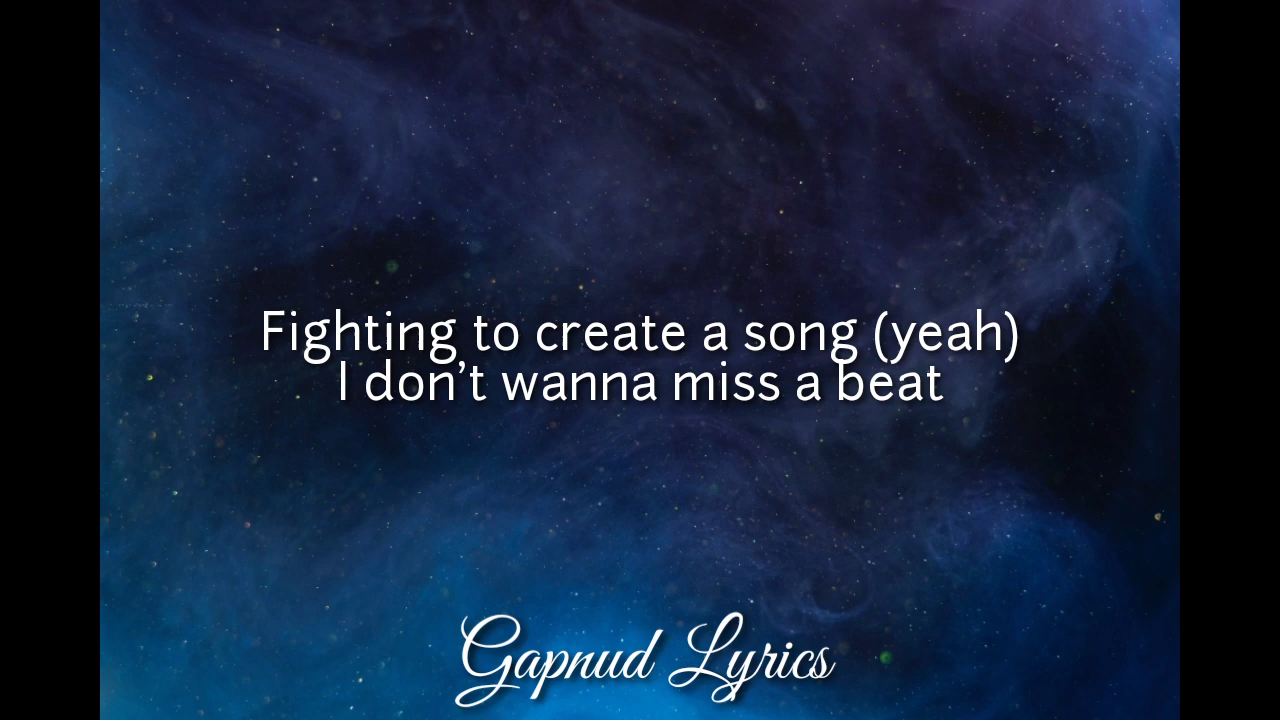 Fighting to create a song (yeah)
I don’t wanna miss a beat
Gapnud Lyrics